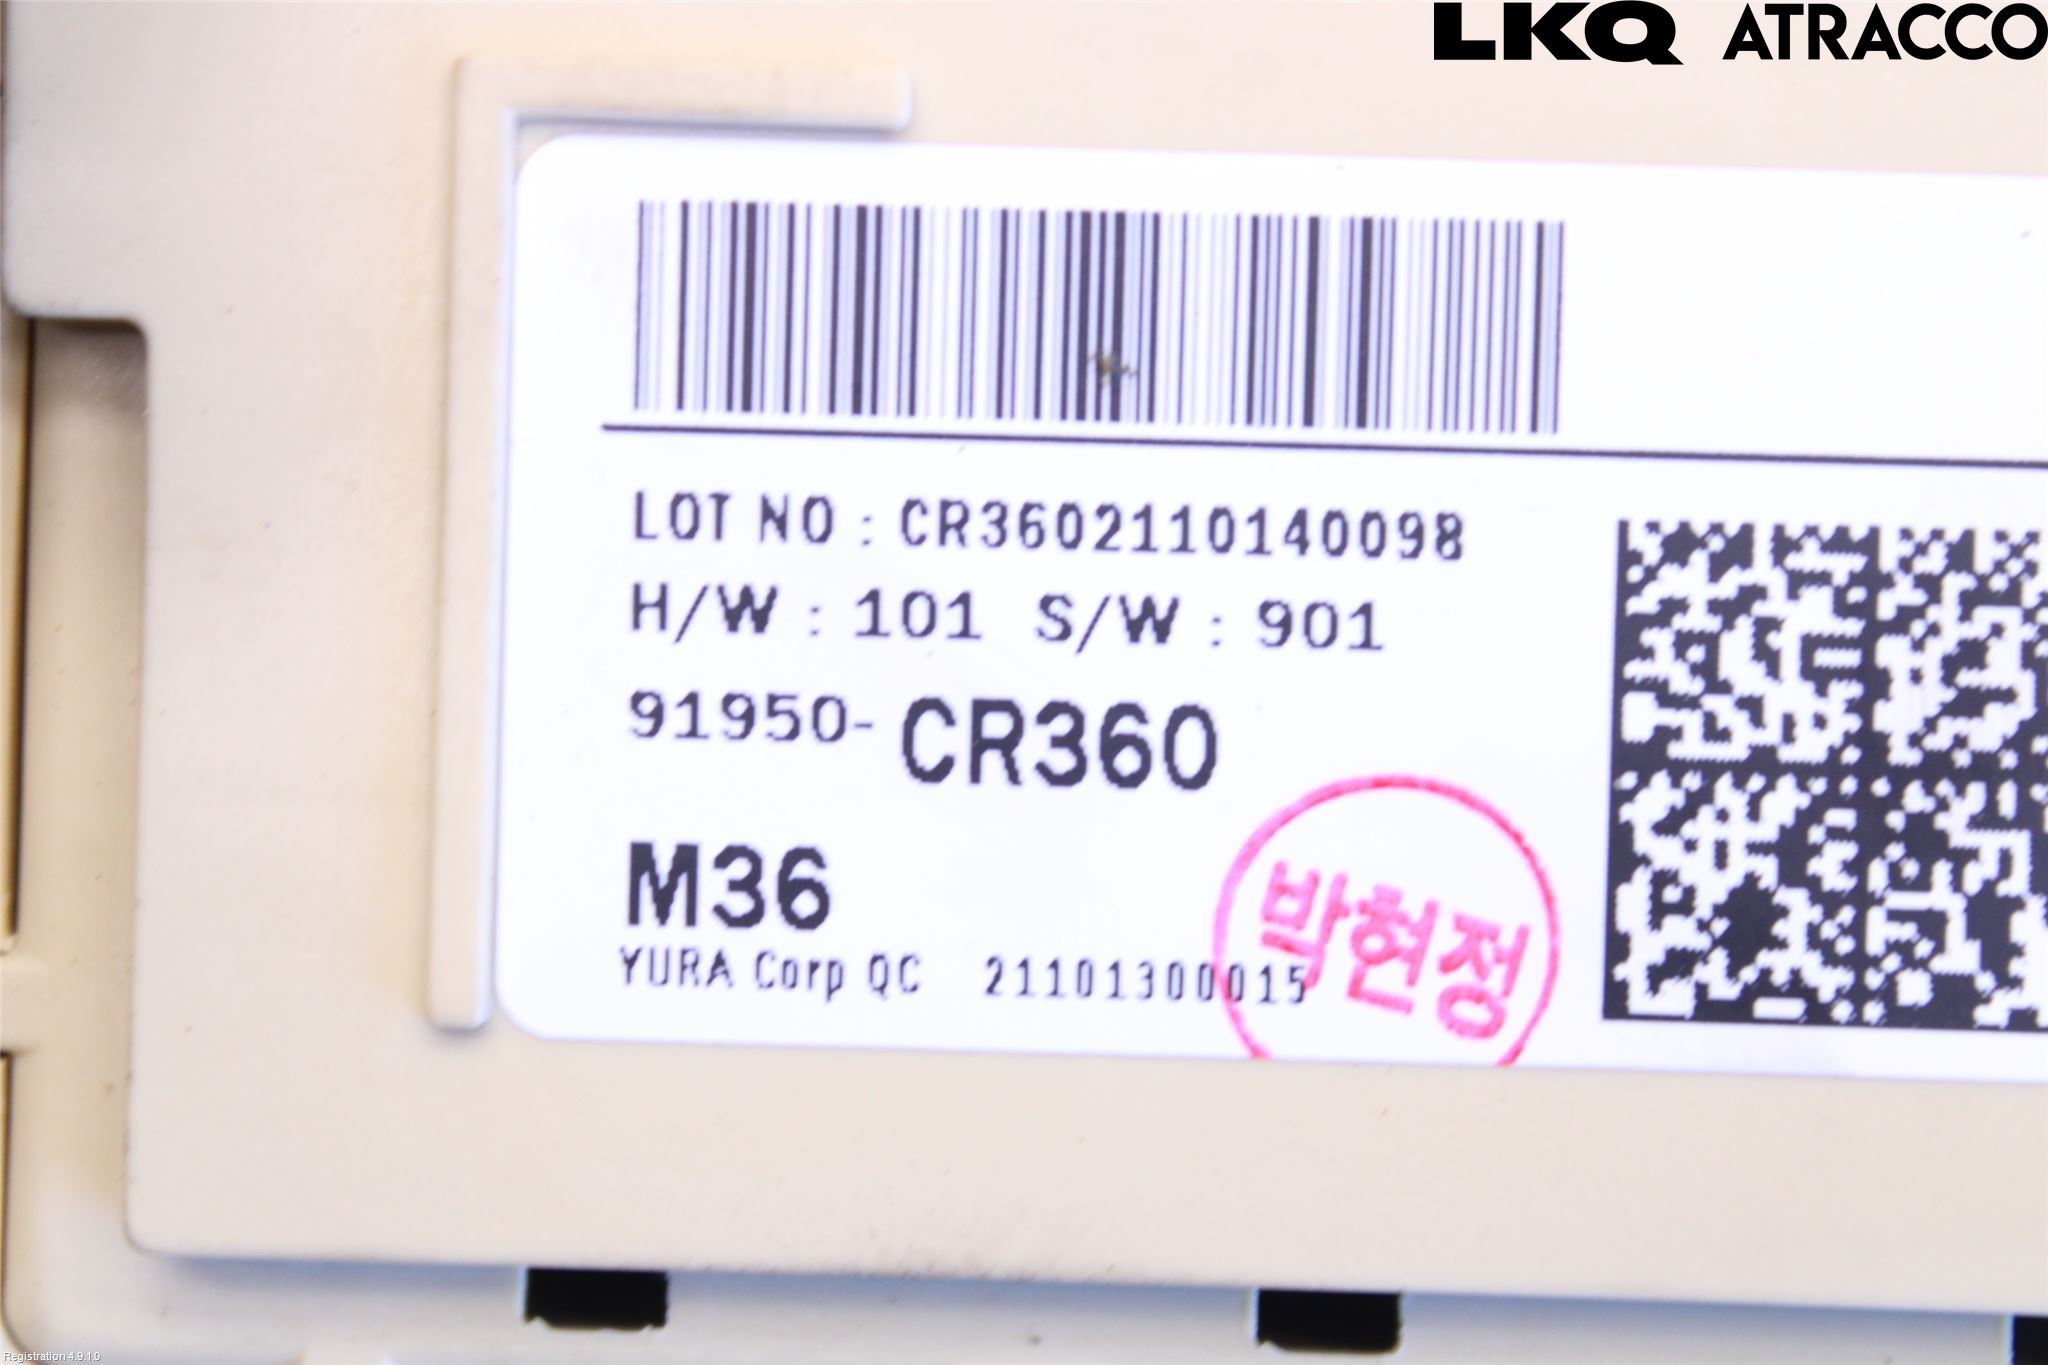 LKQ ATRACCO
LOT NO : CR3602110140098
H/W : 101 S/W : 901
91950-CR360
M36
YURA Corp QC 21101300015
박현정
Registration 4.9.1.0